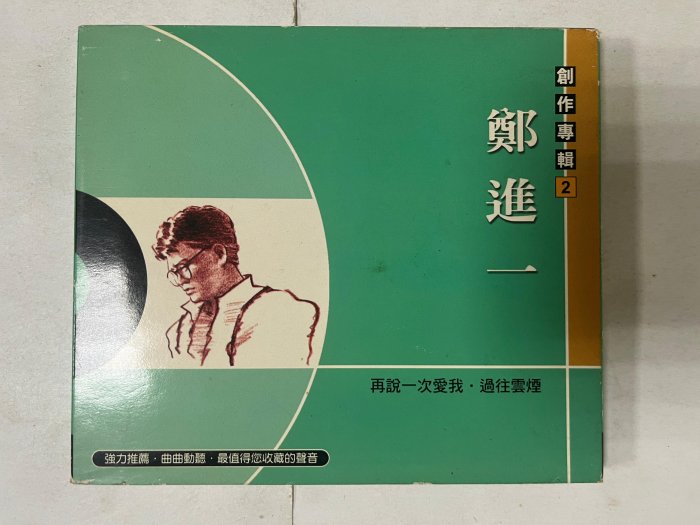 創作專輯2
鄭進一
再說一次愛我·過往雲煙
強力推薦·曲曲動聽·最值得您收藏的聲音